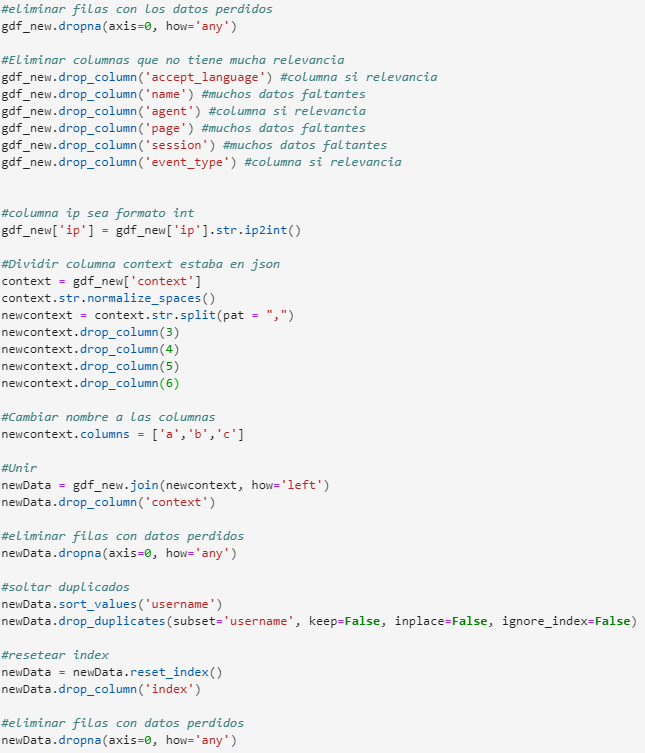 #eliminar filas con los datos perdidos
gdf_new.dropna(axis=0, how='any')
#Eliminar columnas que no tiene mucha relevancia
gdf_new.drop_column('accept_language') #columna si relevancia
gdf_new.drop_column('name') #muchos datos faltantes
gdf_new.drop_column('agent') #columna si relevancia
gdf_new.drop_column('page') #muchos datos faltantes
gdf_new.drop_column('session') #muchos datos faltantes
gdf_new.drop_column('event_type') #columna si relevancia
#columna ip sea formato int
gdf_new['ip'] = gdf_new['ip'].str.ip2int()
#Dividir columna context estaba en json
context = gdf_new['context']
context.str.normalize_spaces()
newcontext = context.str.split(pat = ",")
newcontext.drop_column(3)
newcontext.drop_column(4)
newcontext.drop_column(5)
newcontext.drop_column(6)
#Cambiar nombre a las columnas
newcontext.columns = ['a','b','c']
#Unir
newData = gdf_new.join(newcontext, how='left')
newData.drop_column('context')
#eliminar filas con datos perdidos
newData.dropna(axis=0, how='any')
#soltar duplicados
newData.sort_values('username')
newData.drop_duplicates(subset='username', keep=False, inplace=False, ignore_index=False)
#resetear index
newData = newData.reset_index()
newData.drop_column('index')
#eliminar filas con datos perdidos
newData.dropna(axis=0, how='any')